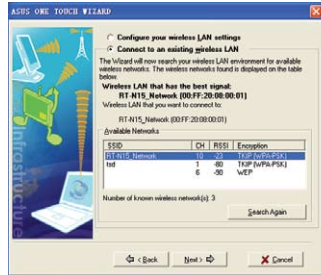 ASUS ONE TOUCH WIZARD
Configure your wireless LAN settings
Connect to an existing wireless LAN
The Wizard will now search your wireless LAN environment for available
wireless networks. The wireless networks found is displayed on the table
below.
Wireless LAN that has the best signal:
RT-N15_Network (00:FF:20:08:00:01)
Wireless LAN that you want to connect to:
RT-N15_Network (00:FF:20:08:00:01)
Available Networks
SSID CH RSSI Encryption
RT-N15_Network 10 -23 TKIP (WPA-PSK)
tsd 1 -80 TKIP (WPA-PSK)
6 -90 WEP
Number of known wireless network(s): 3
Search Again
< Back Next > Cancel
Infrastructure